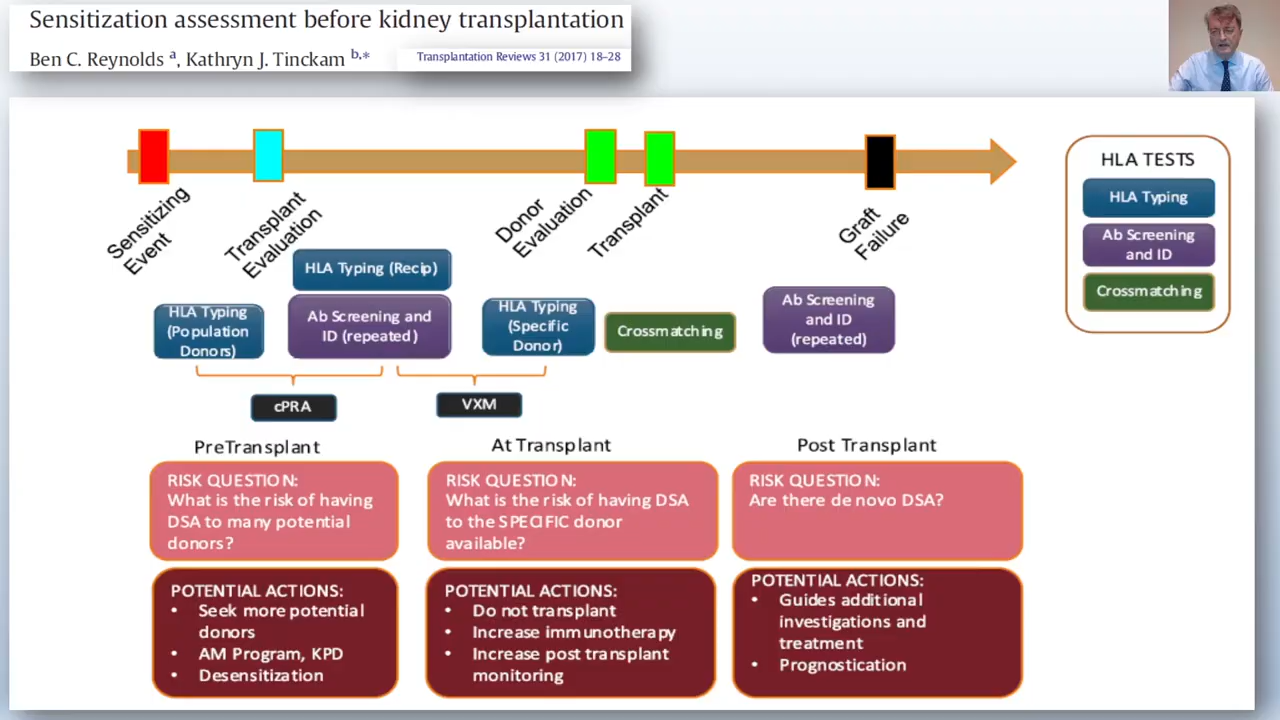 Sensitization assessment before kidney transplantation
Ben C. Reynolds a, Kathryn J. Tinckam b,*
Transplantation Reviews 31 (2017) 18–28
Sensitizing
Event
Transplant
Evaluation
Donor
Evaluation
Transplant
Graft
Failure
HLA TESTS
HLA Typing
Ab Screening
and ID
Crossmatching
HLA Typing (Recip)
HLA Typing
(Population
Donors)
Ab Screening and
ID (repeated)
HLA Typing
(Specific
Donor)
Crossmatching
Ab Screening
and ID
(repeated)
cPRA
VXM
PreTransplant
At Transplant
Post Transplant
RISK QUESTION:
What is the risk of having
DSA to many potential
donors?
RISK QUESTION:
What is the risk of having DSA
to the SPECIFIC donor
available?
RISK QUESTION:
Are there de novo DSA?
POTENTIAL ACTIONS:
• Seek more potential
donors
• AM Program, KPD
• Desensitization
POTENTIAL ACTIONS:
• Do not transplant
• Increase immunotherapy
• Increase post transplant
monitoring
POTENTIAL ACTIONS:
• Guides additional
investigations and
treatment
• Prognostication